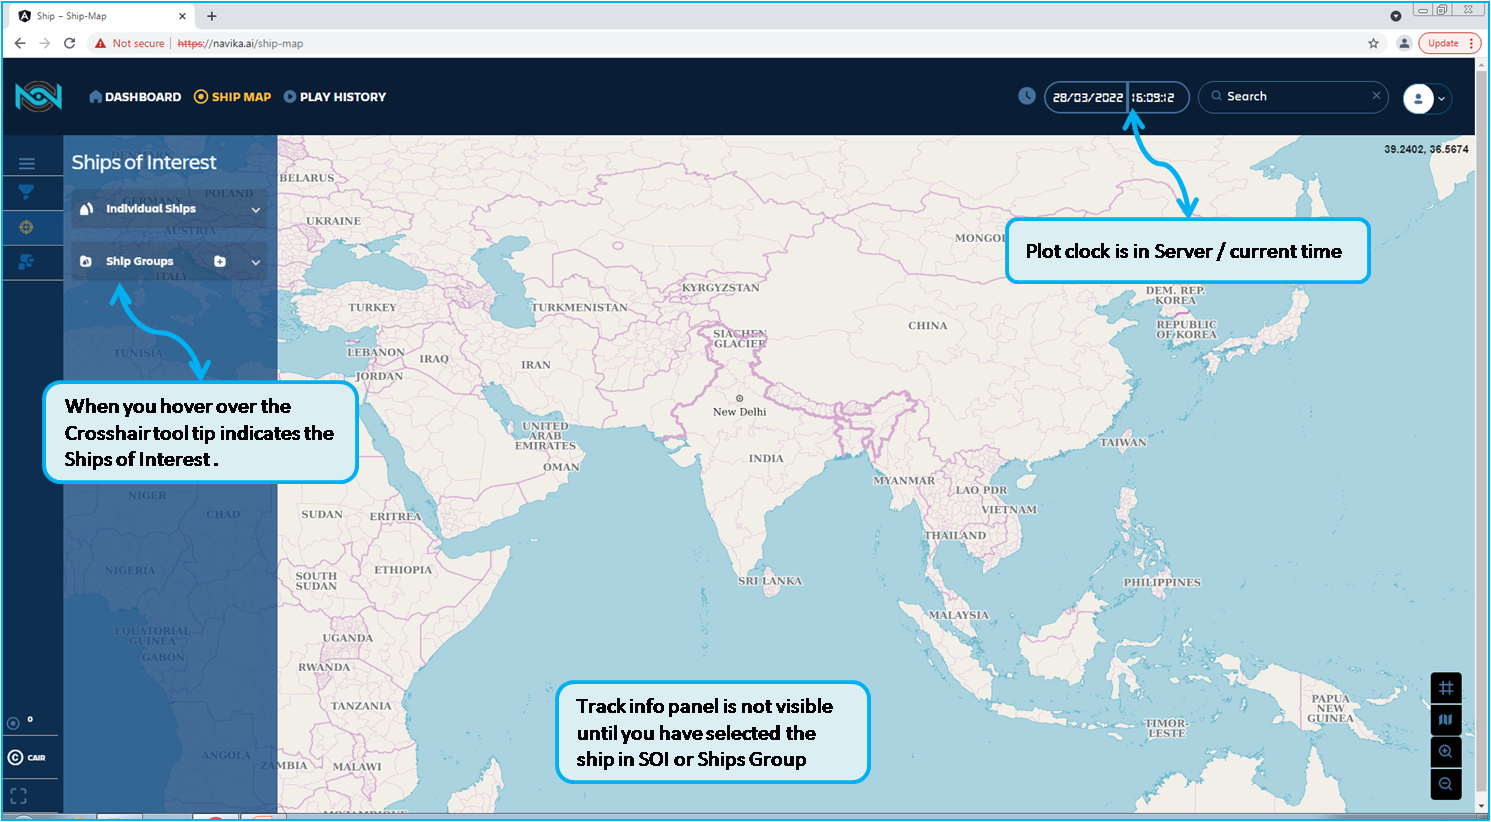 Ship – Ship-Map
Not secure
https://navika.ai/ship-map
Update
DASHBOARD
SHIP MAP
PLAY HISTORY
28/03/2022
16:09:12
Search
39.2402, 36.5674
Ships of Interest
Individual Ships
Ship Groups
When you hover over the
Crosshair tool tip indicates the
Ships of Interest .
Plot clock is in Server / current time
Track info panel is not visible
until you have selected the
ship in SOI or Ships Group
BELARUS
POLAND
GERMANY
UKRAINE
AUSTRIA
ITALY
MONGOL
KYRGYZSTAN
TURKMENISTAN
TURKEY
DEM. REP.
KOREA
REPUBLIC
OF KOREA
CHINA
SIACHEN
GLACIER
TUNISIA
LEBANON
IRAQ
IRAN
JORDAN
New Delhi
UNITED
ARAB
EMIRATES
TAIWAN
INDIA
OMAN
MYANMAR
LAO PDR
NIGER
CHAD
SUDAN
ERITREA
VIETNAM
THAILAND
NIGERIA
ETHIOPIA
SOUTH
SUDAN
SRI LANKA
PHILIPPINES
MALAYSIA
EQUATORIAL
GUINEA
GABON
UGANDA
RWANDA
TANZANIA
PAPUA
NEW
GUINEA
TIMOR-
LESTE
0
CAIR
ANGOLA
ZAMBIA
MALAWI
MOZAMBIQUE